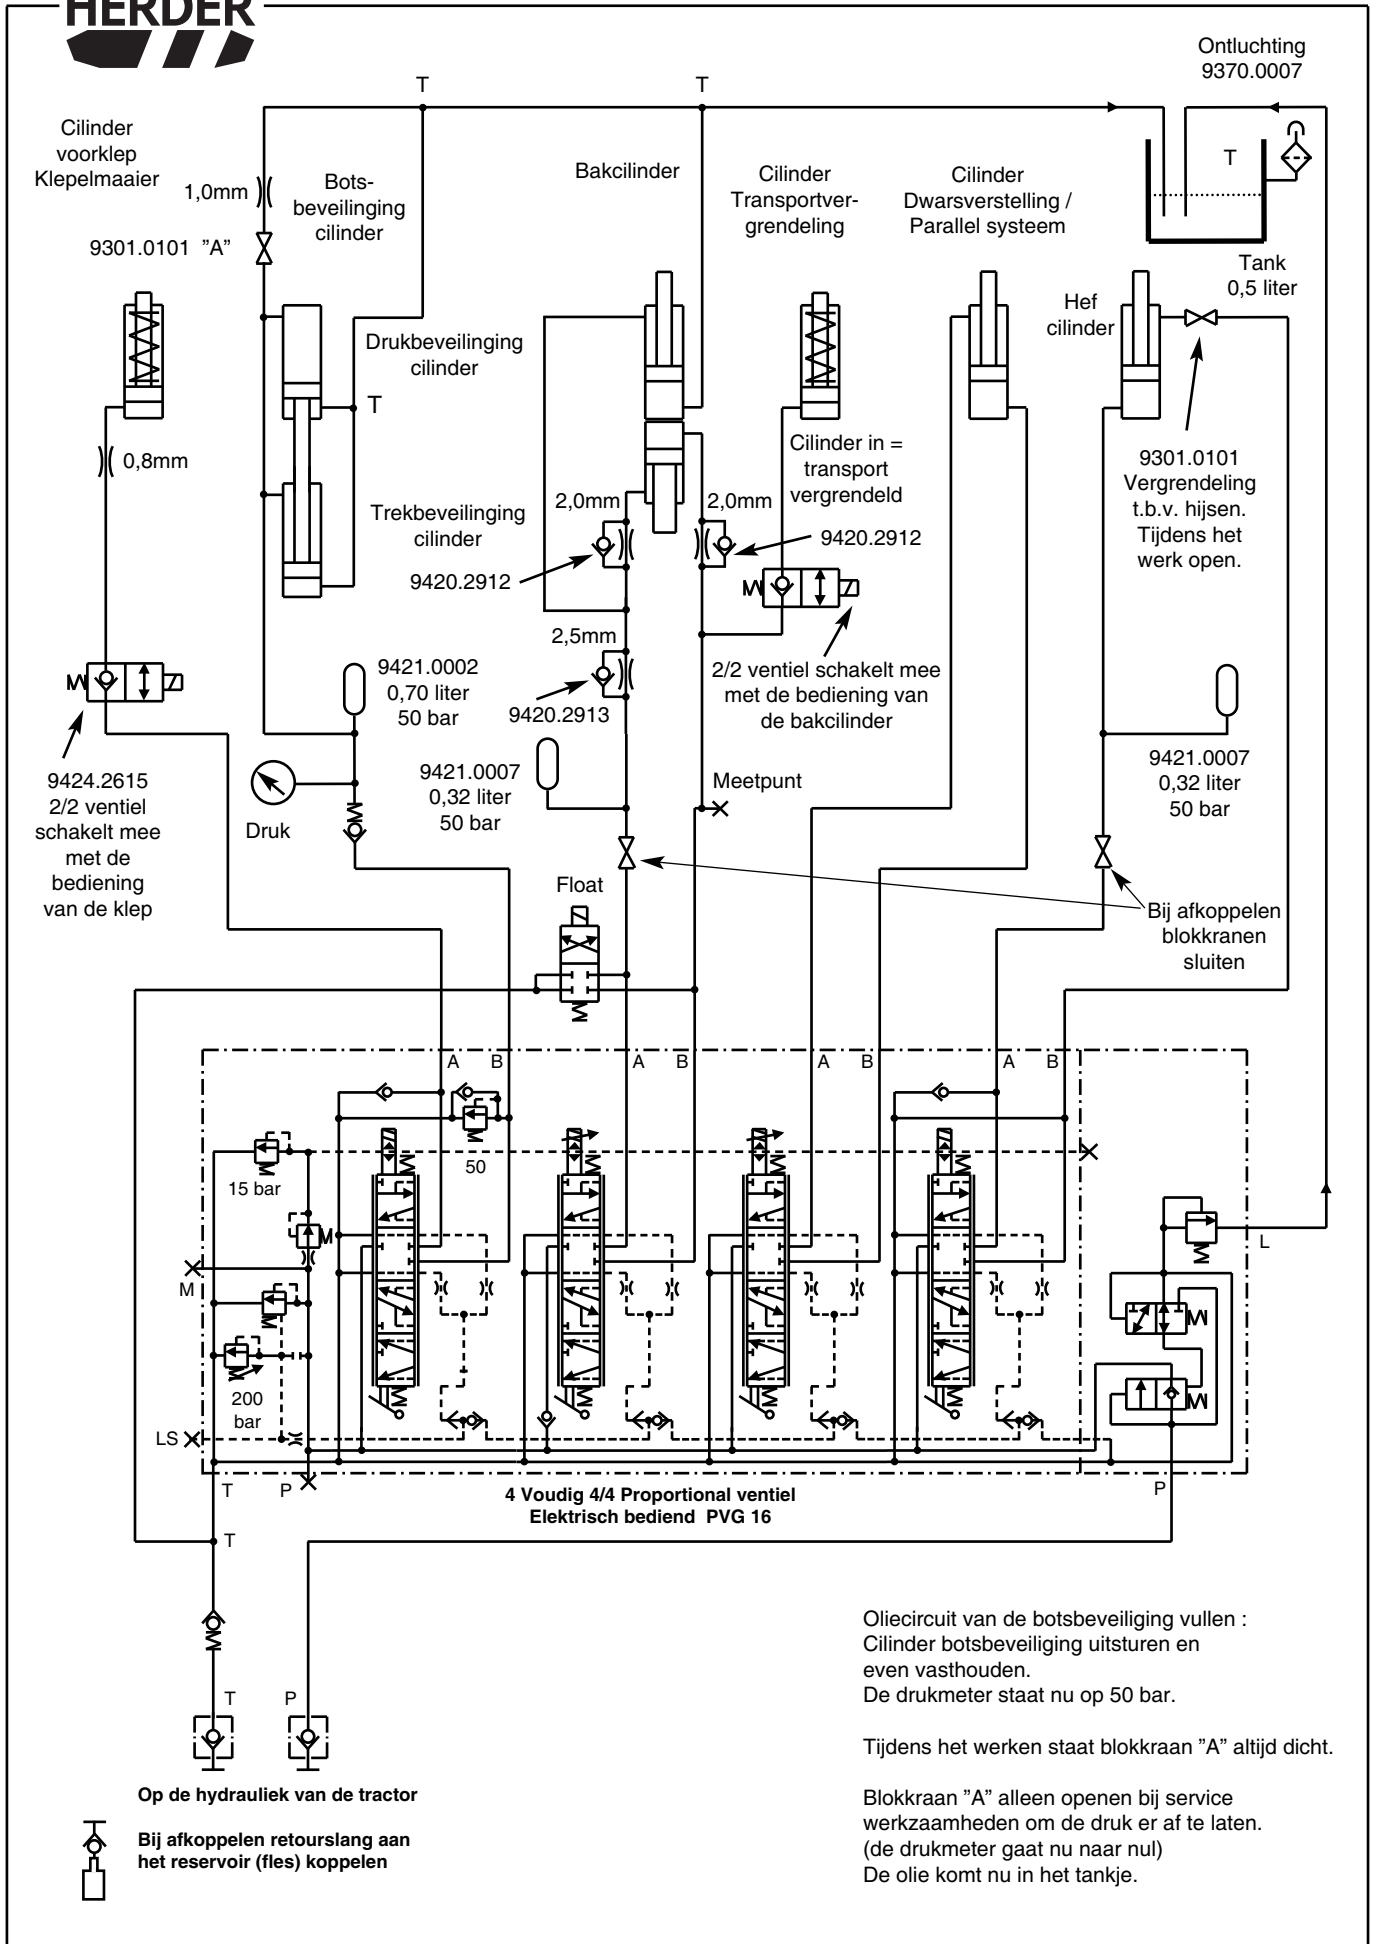 HERDER
Ontluchting
9370.0007
T
T
Cilinder
voorklep
Klepelmaaier
1,0mm
9301.0101 "A"
Bots-
beveilinging
cilinder
Bakcilinder
Cilinder
Transportver-
grendeling
Cilinder
Dwarsverstelling /
Parallel systeem
T
Tank
0,5 liter
Hef
cilinder
Drukbeveilinging
cilinder
T
0,8mm
Trekbeveilinging
cilinder
2,0mm
2,0mm
9420.2912
9420.2912
Cilinder in =
transport
vergrendeld
9301.0101
Vergrendeling
t.b.v. hijsen.
Tijdens het
werk open.
2,5mm
9420.2913
2/2 ventiel schakelt mee
met de bediening van
de bakcilinder
9421.0002
0,70 liter
50 bar
9421.0007
0,32 liter
50 bar
Meetpunt
9421.0007
0,32 liter
50 bar
9424.2615
2/2 ventiel
schakelt mee
met de
bediening
van de klep
Druk
Float
Bij afkoppelen
blokkranen
sluiten
A B A B A B A B
15 bar
50
M
L
200
bar
LS
T P P
4 Voudig 4/4 Proportional ventiel
Elektrisch bediend PVG 16
T
T P
Op de hydrauliek van de tractor
Bij afkoppelen retourslang aan
het reservoir (fles) koppelen
Oliecircuit van de botsbeveiliging vullen :
Cilinder botsbeveiliging uitsturen en
even vasthouden.
De drukmeter staat nu op 50 bar.
Tijdens het werken staat blokkraan "A" altijd dicht.
Blokkraan "A" alleen openen bij service
werkzaamheden om de druk er af te laten.
(de drukmeter gaat nu naar nul)
De olie komt nu in het tankje.